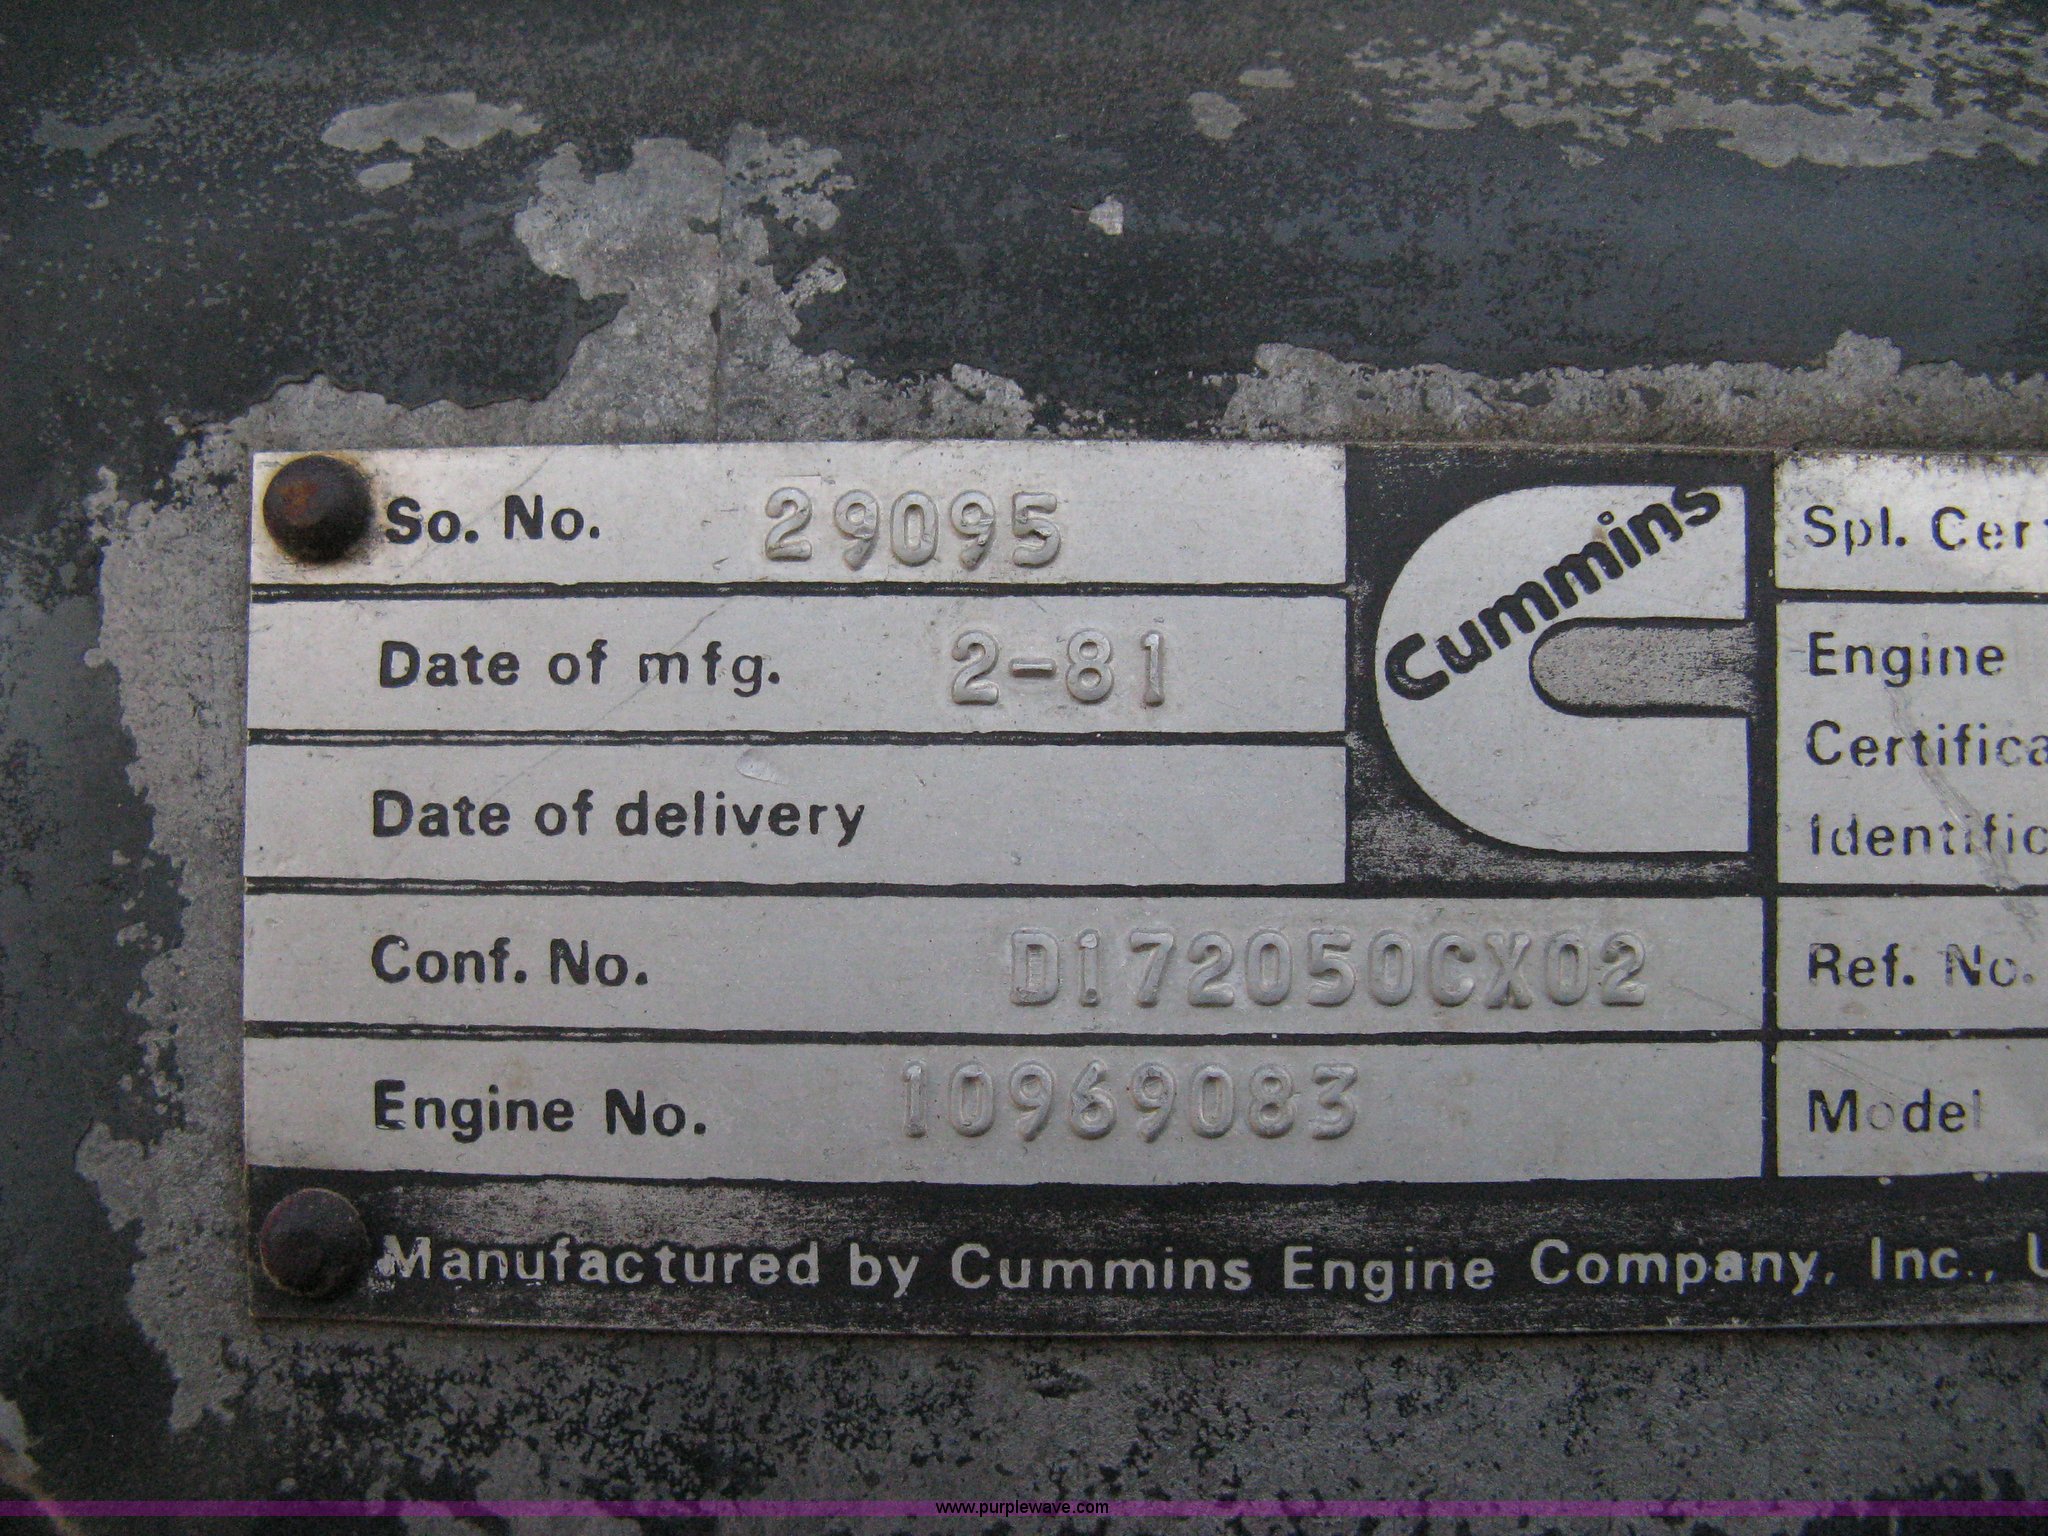 So. No. 29095
Date of mfg. 2-81
Date of delivery
Conf. No. D172050CX02
Engine No. 10969083
Cummins
Spl. Cer
Engine
Certifica
Identific
Ref. No.
Model
Manufactured by Cummins Engine Company, Inc., U
www.purplewave.com